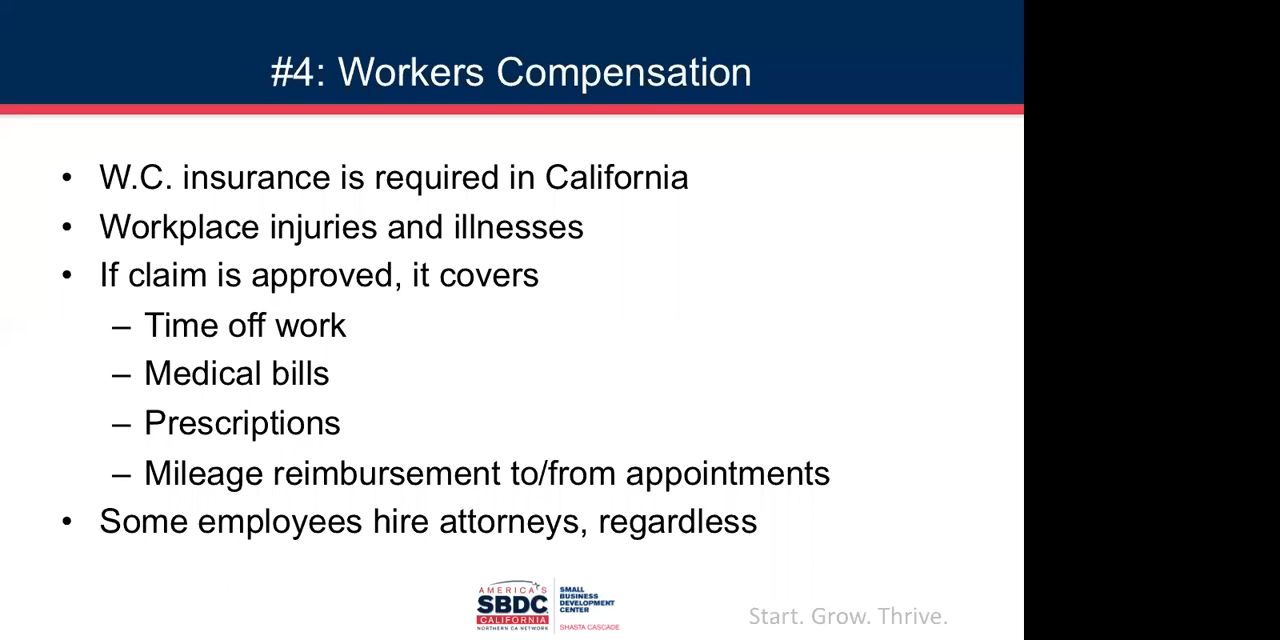 #4: Workers Compensation
• W.C. insurance is required in California
• Workplace injuries and illnesses
• If claim is approved, it covers
– Time off work
– Medical bills
– Prescriptions
– Mileage reimbursement to/from appointments
• Some employees hire attorneys, regardless
AMERICA'S
SBDC
CALIFORNIA
NORTHERN CA NETWORK
SMALL
BUSINESS
DEVELOPMENT
CENTER
SHASTA CASCADE
Start. Grow. Thrive.